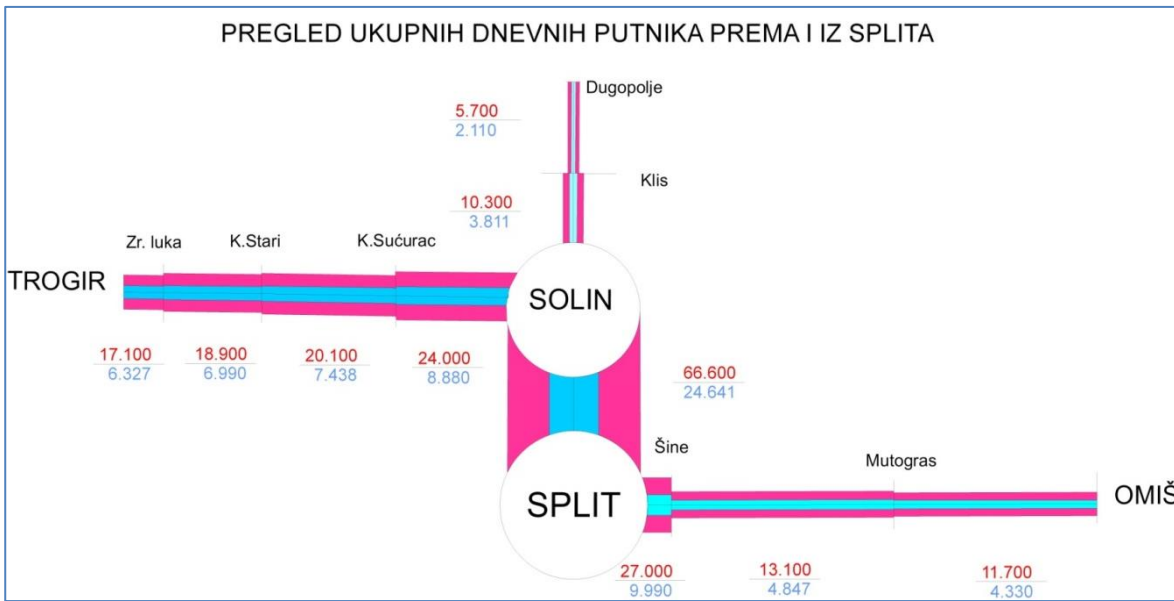 PREGLED UKUPNIH DNEVNIH PUTNIKA PREMA I IZ SPLITA
Dugopolje
5.700
2.110
Klis
10.300
3.811
Zr. luka
K.Stari
K.Sućurac
TROGIR
SOLIN
17.100
6.327
18.900
6.990
20.100
7.438
24.000
8.880
66.600
24.641
Šine
Mutogras
SPLIT
OMIŠ
27.000
9.990
13.100
4.847
11.700
4.330